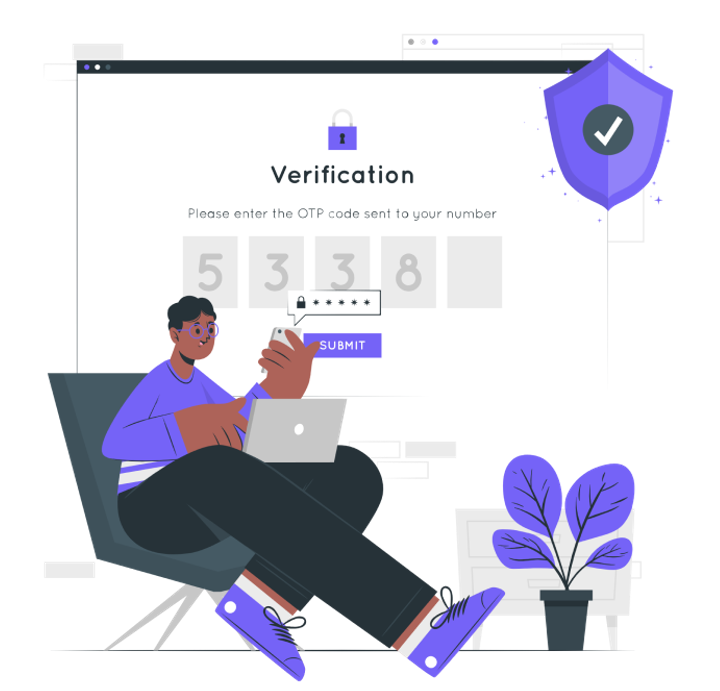 Verification
Please enter the OTP code sent to your number
5 3 3 8
* * * * *
SUBMIT